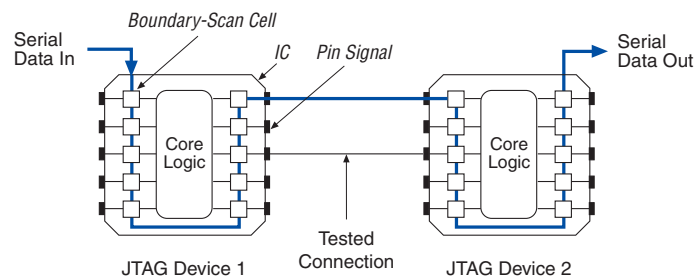 Boundary-Scan Cell
Serial
Data In
IC
Pin Signal
Serial
Data Out
Core
Logic
Core
Logic
Tested
Connection
JTAG Device 1
JTAG Device 2